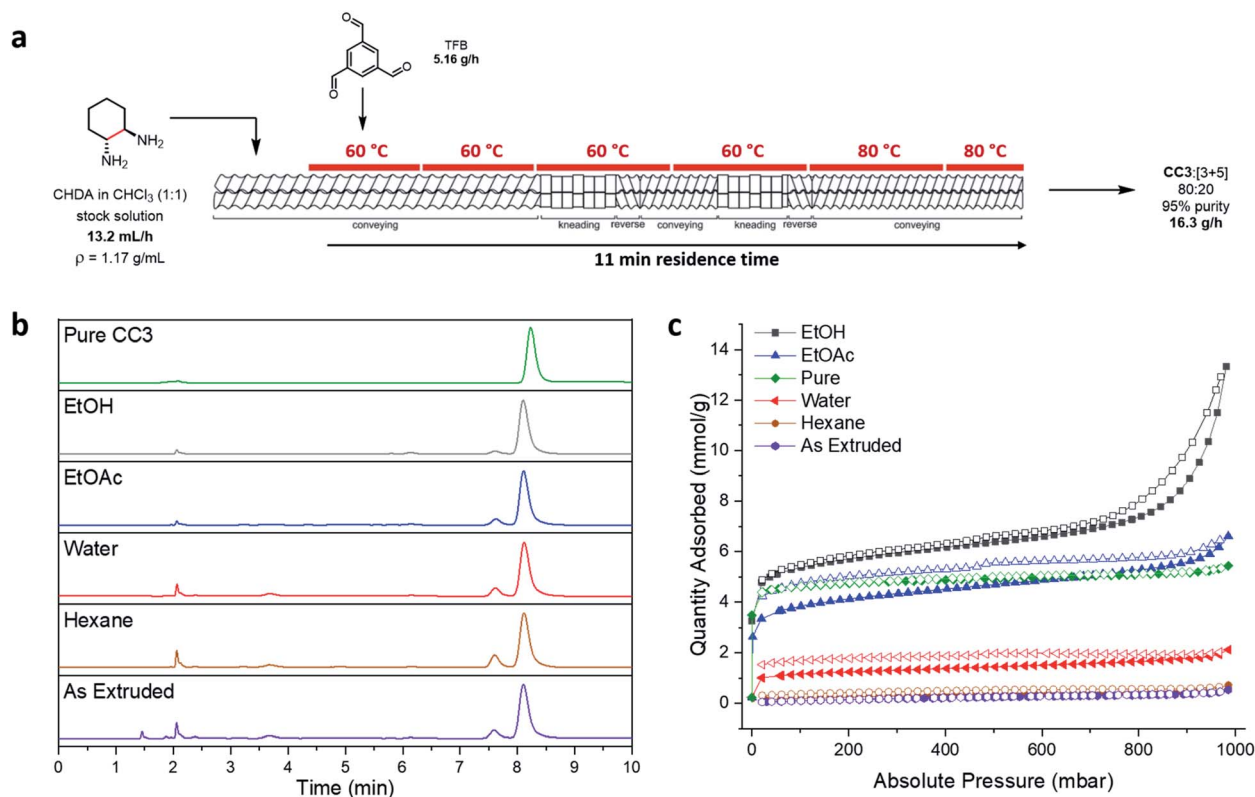 a
O
O
O
TFB
5.16 g/h
NH2
NH2
CHDA in CHCl3 (1:1)
stock solution
13.2 mL/h
ρ = 1.17 g/mL
60 °C 60 °C 60 °C 60 °C 80 °C 80 °C
conveying kneading reverse conveying kneading reverse conveying
11 min residence time
CC3:[3+5]
80:20
95% purity
16.3 g/h
b
Pure CC3
EtOH
EtOAc
Water
Hexane
As Extruded
0 1 2 3 4 5 6 7 8 9 10
Time (min)
c
EtOH
EtOAc
Pure
Water
Hexane
As Extruded
14
12
10
8
6
4
2
0
Quantity Adsorbed (mmol/g)
0 200 400 600 800 1000
Absolute Pressure (mbar)